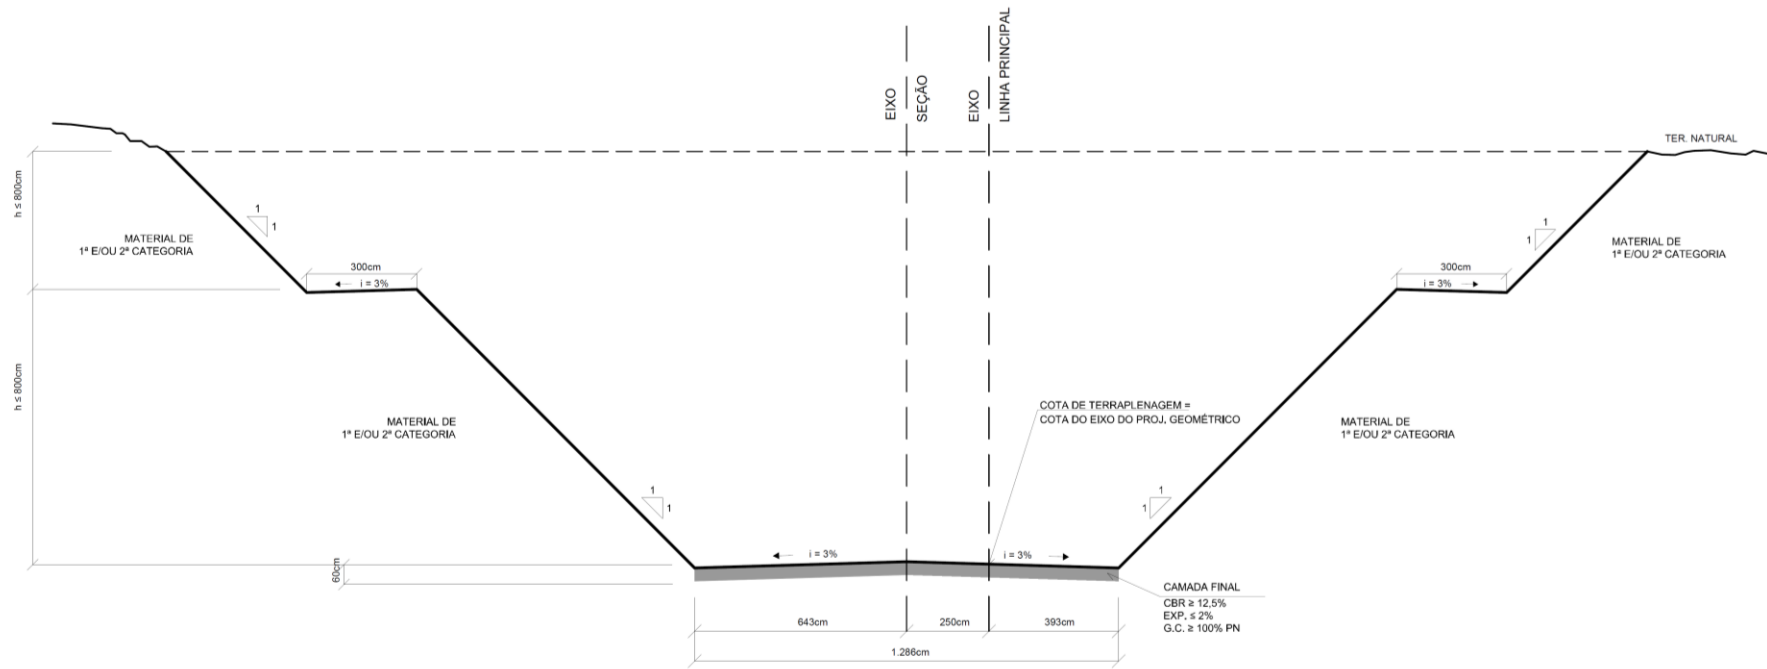 EIXO
SEÇÃO
EIXO
LINHA PRINCIPAL
TER. NATURAL
h ≤ 800cm
1
1
MATERIAL DE
1ª E/OU 2ª CATEGORIA
300cm
i = 3%
1
1
MATERIAL DE
1ª E/OU 2ª CATEGORIA
300cm
i = 3%
h ≤ 800cm
MATERIAL DE
1ª E/OU 2ª CATEGORIA
COTA DE TERRAPLENAGEM =
COTA DO EIXO DO PROJ. GEOMÉTRICO
MATERIAL DE
1ª E/OU 2ª CATEGORIA
1
1
1
1
i = 3%
i = 3%
60cm
CAMADA FINAL
CBR ≥ 12,5%
EXP. ≤ 2%
G.C. ≥ 100% PN
643cm
250cm
393cm
1.286cm